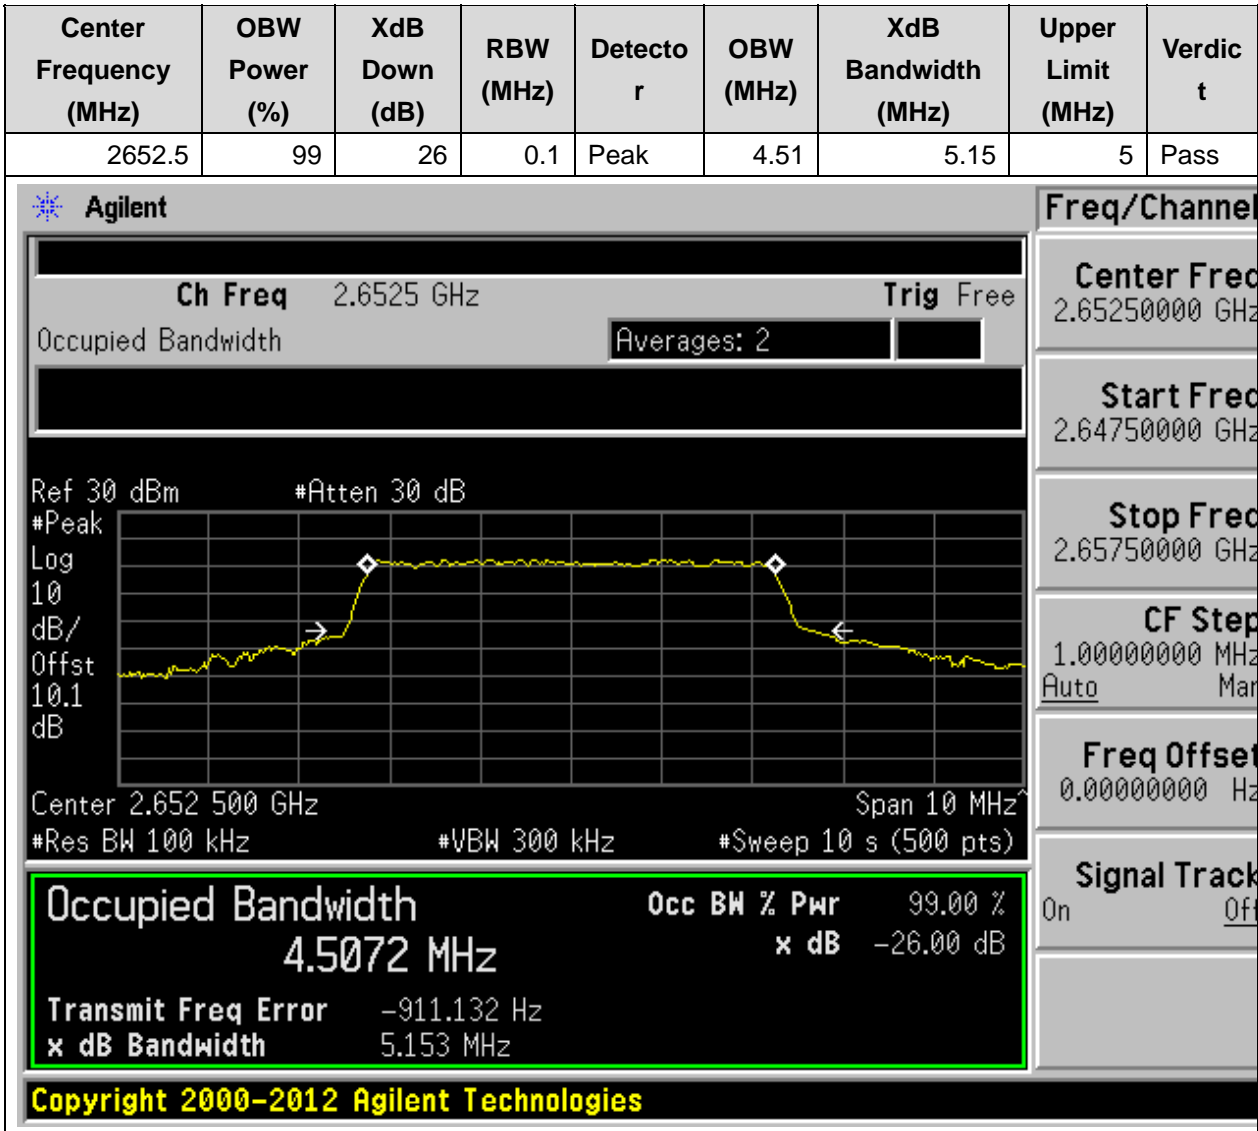 Center Frequency (MHz) OBW Power (%) XdB Down (dB) RBW (MHz) Detector OBW (MHz) XdB Bandwidth (MHz) Upper Limit (MHz) Verdict
2652.5 99 26 0.1 Peak 4.51 5.15 5 Pass
Agilent
Freq/Channel
Ch Freq 2.6525 GHz Trig Free
Occupied Bandwidth Averages: 2
Center Freq
2.65250000 GHz
Start Freq
2.64750000 GHz
Stop Freq
2.65750000 GHz
CF Step
1.00000000 MHz
Auto Man
Freq Offset
0.00000000 Hz
Signal Track
On Off
Ref 30 dBm #Atten 30 dB
#Peak
Log
10
dB/
Offst
10.1
dB
Center 2.652 500 GHz Span 10 MHz^
#Res BW 100 kHz #VBW 300 kHz #Sweep 10 s (500 pts)
Occupied Bandwidth Occ BW % Pwr 99.00 %
4.5072 MHz x dB -26.00 dB
Transmit Freq Error -911.132 Hz
x dB Bandwidth 5.153 MHz
Copyright 2000-2012 Agilent Technologies